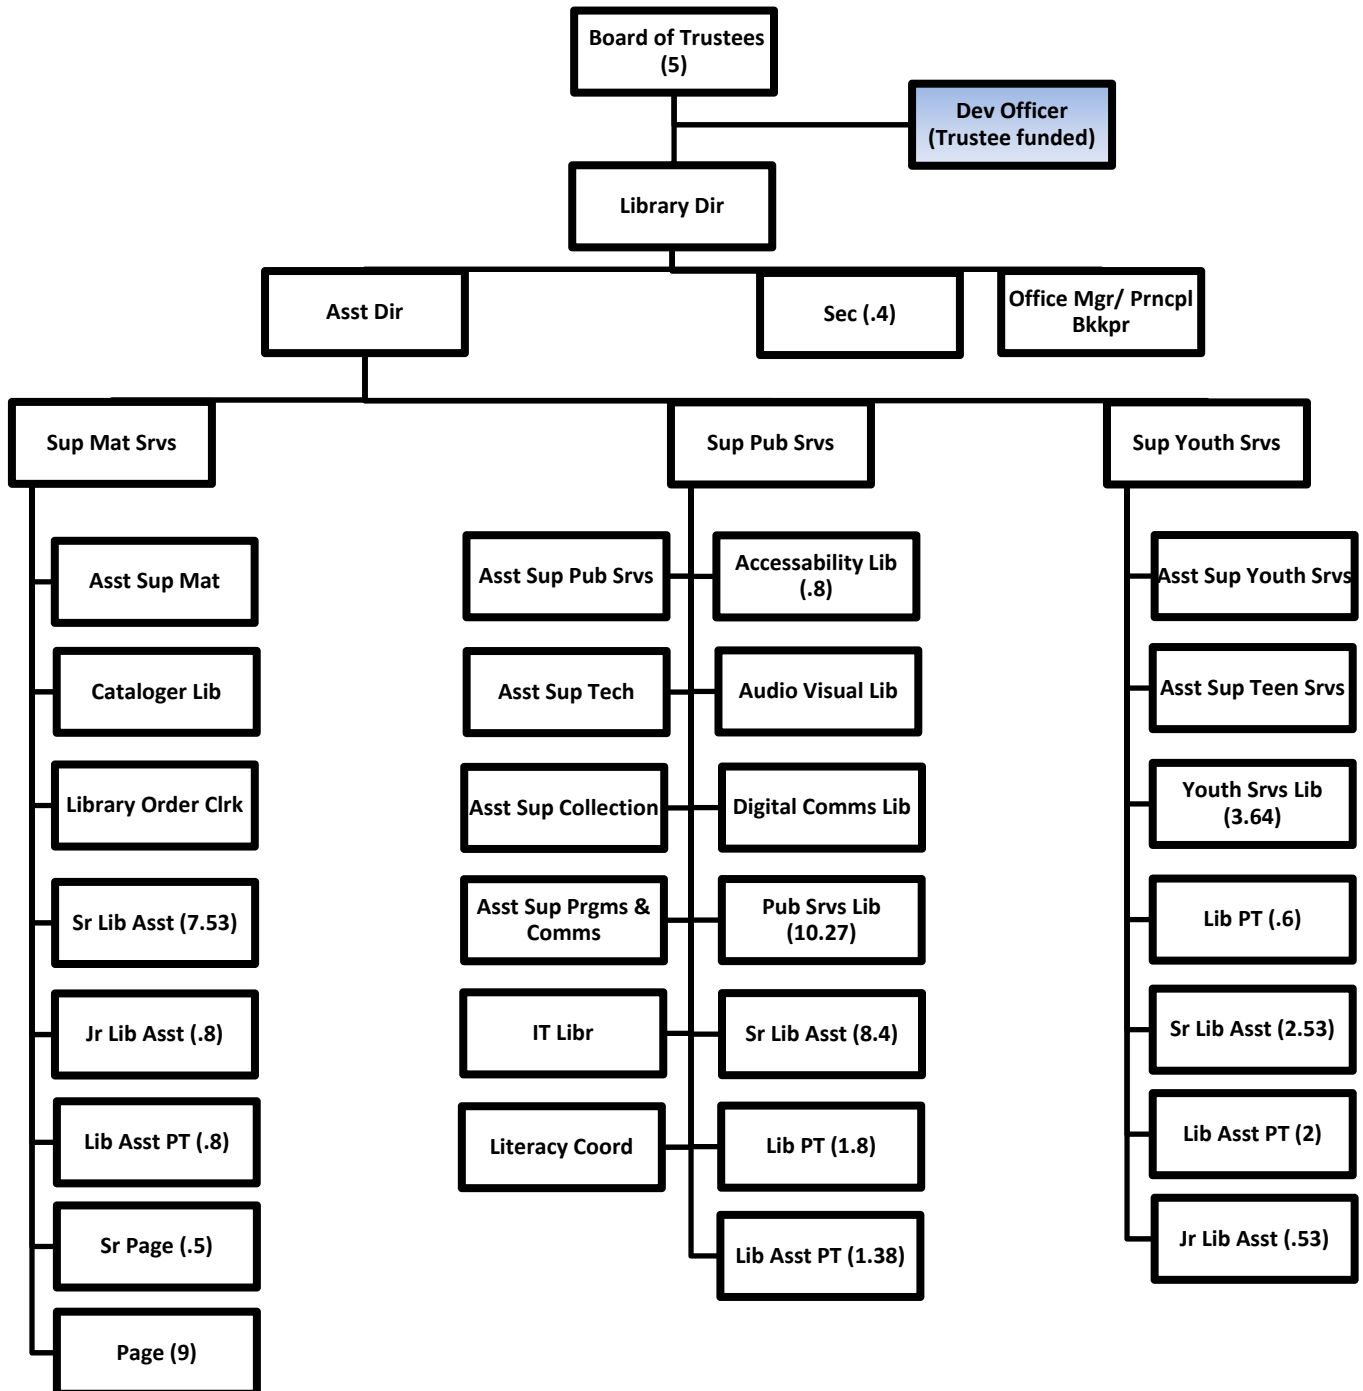 Board of Trustees
(5)
Dev Officer
(Trustee funded)
Library Dir
Asst Dir
Sec (.4)
Office Mgr/ Prncpl
Bkkpr
Sup Mat Srvs
Sup Pub Srvs
Sup Youth Srvs
Asst Sup Mat
Cataloger Lib
Library Order Clrk
Sr Lib Asst (7.53)
Jr Lib Asst (.8)
Lib Asst PT (.8)
Sr Page (.5)
Page (9)
Asst Sup Pub Srvs
Asst Sup Tech
Asst Sup Collection
Asst Sup Prgms &
Comms
IT Libr
Literacy Coord
Accessability Lib
(.8)
Audio Visual Lib
Digital Comms Lib
Pub Srvs Lib
(10.27)
Sr Lib Asst (8.4)
Lib PT (1.8)
Lib Asst PT (1.38)
Asst Sup Youth Srvs
Asst Sup Teen Srvs
Youth Srvs Lib
(3.64)
Lib PT (.6)
Sr Lib Asst (2.53)
Lib Asst PT (2)
Jr Lib Asst (.53)